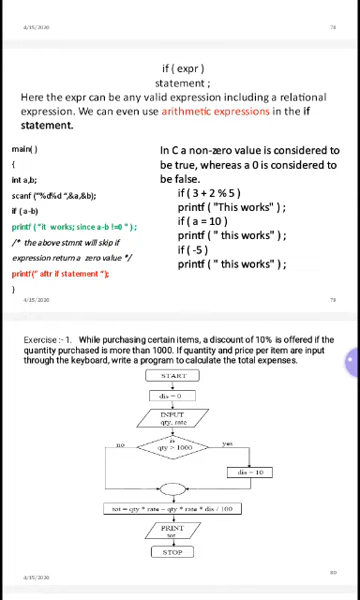 4/15/2020 78
if ( expr )
statement ;
Here the expr can be any valid expression including a relational
expression. We can even use arithmetic expressions in the if
statement.
main( )
{
int a,b;
scanf ("%d%d “,&a,&b);
if ( a-b)
printf ( "it works; since a-b !=0 " ) ;
/* the above stmnt will skip if
expression return a zero value */
printf(" aftr if statement ");
}
In C a non-zero value is considered to
be true, whereas a 0 is considered to
be false.
if ( 3 + 2 % 5 )
printf ( "This works" ) ;
if ( a = 10 )
printf ( " this works" ) ;
if ( -5 )
printf ( " this works" ) ;
4/15/2020 79
Exercise :- 1. While purchasing certain items, a discount of 10% is offered if the
quantity purchased is more than 1000. If quantity and price per item are input
through the keyboard, write a program to calculate the total expenses.
START
dis = 0
INPUT
qty, rate
is
qty > 1000
no
yes
dis = 10
tot = qty * rate - qty * rate * dis / 100
PRINT
tot
STOP
4/15/2020 80